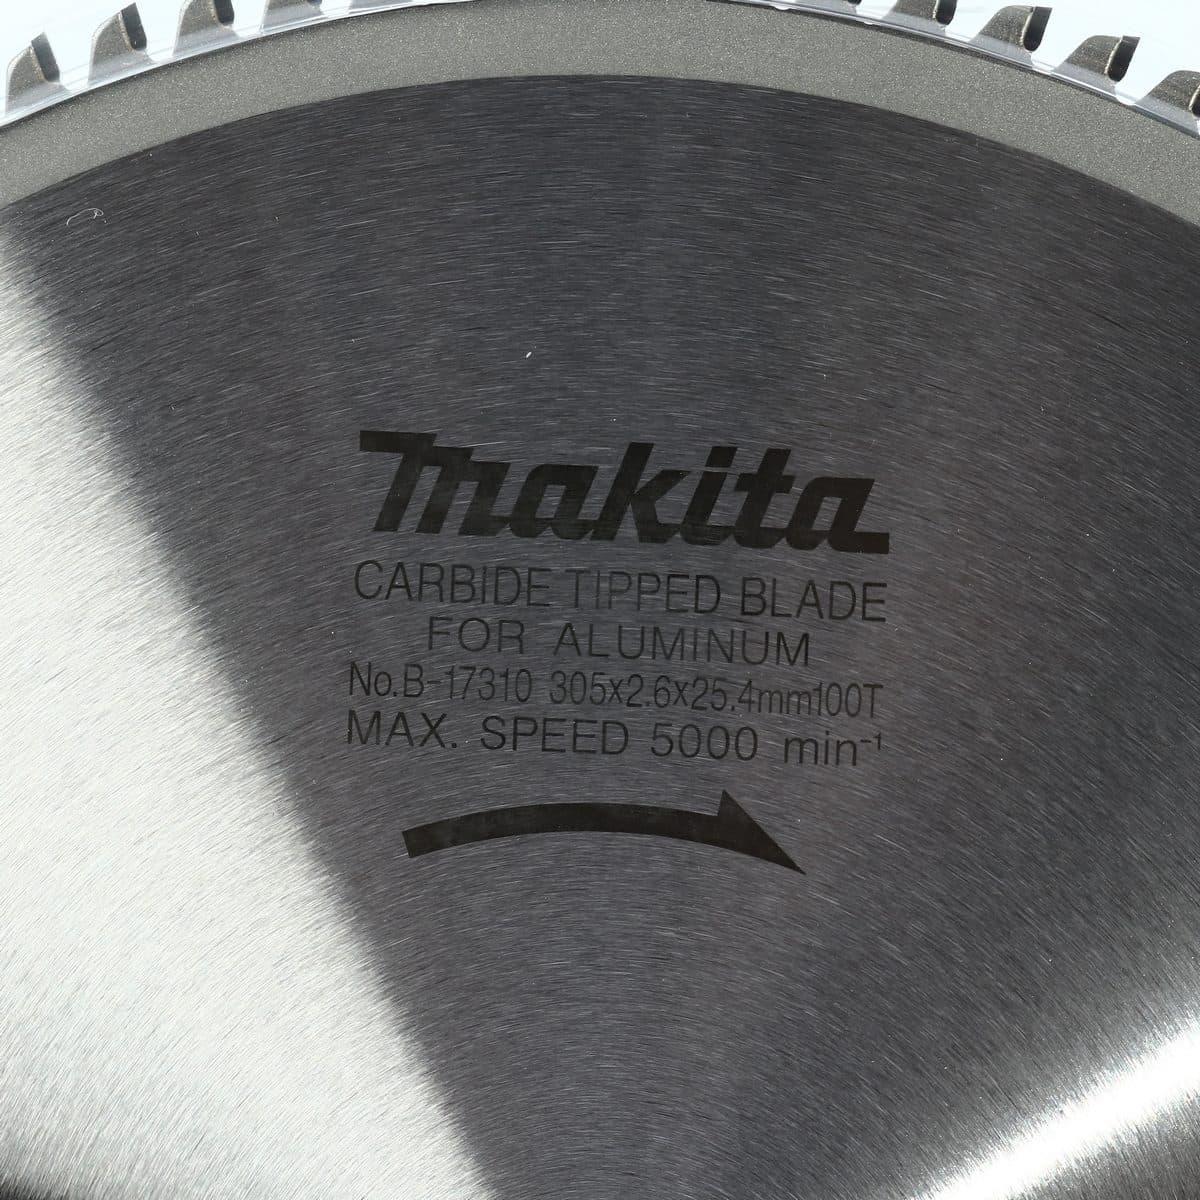 makita
CARBIDE TIPPED BLADE
FOR ALUMINUM
No.B-17310 305x2.6x25.4mm100T
MAX. SPEED 5000 min⁻¹